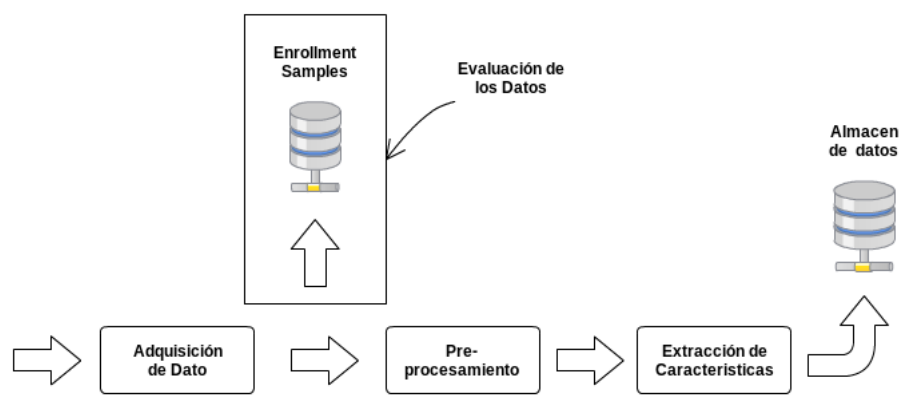 Enrollment
Samples
Evaluación de
los Datos
Almacen
de datos
Adquisición
de Dato
Pre-
procesamiento
Extracción de
Caracteristicas